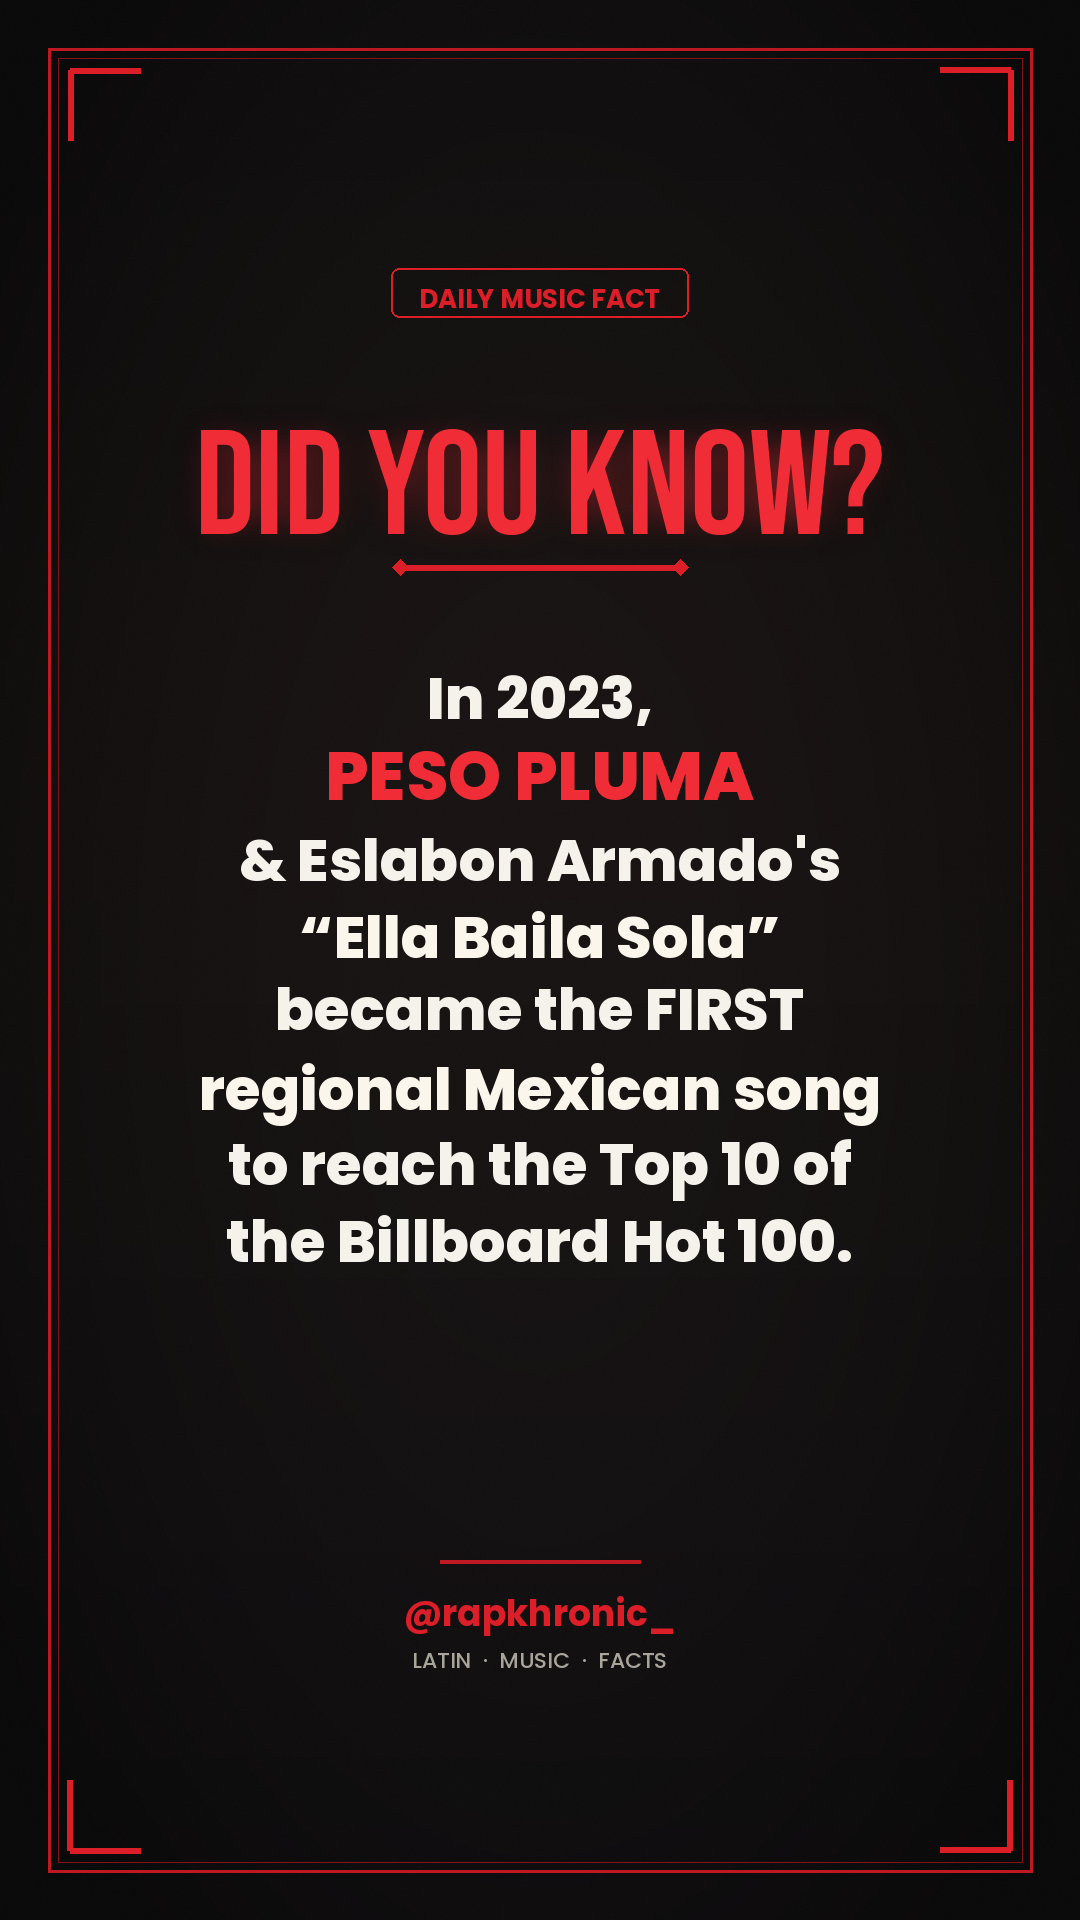 DAILY MUSIC FACT
DID YOU KNOW?
In 2023,
PESO PLUMA
& Eslabon Armado's
“Ella Baila Sola”
became the FIRST
regional Mexican song
to reach the Top 10 of
the Billboard Hot 100.
@rapkhronic_
LATIN · MUSIC · FACTS